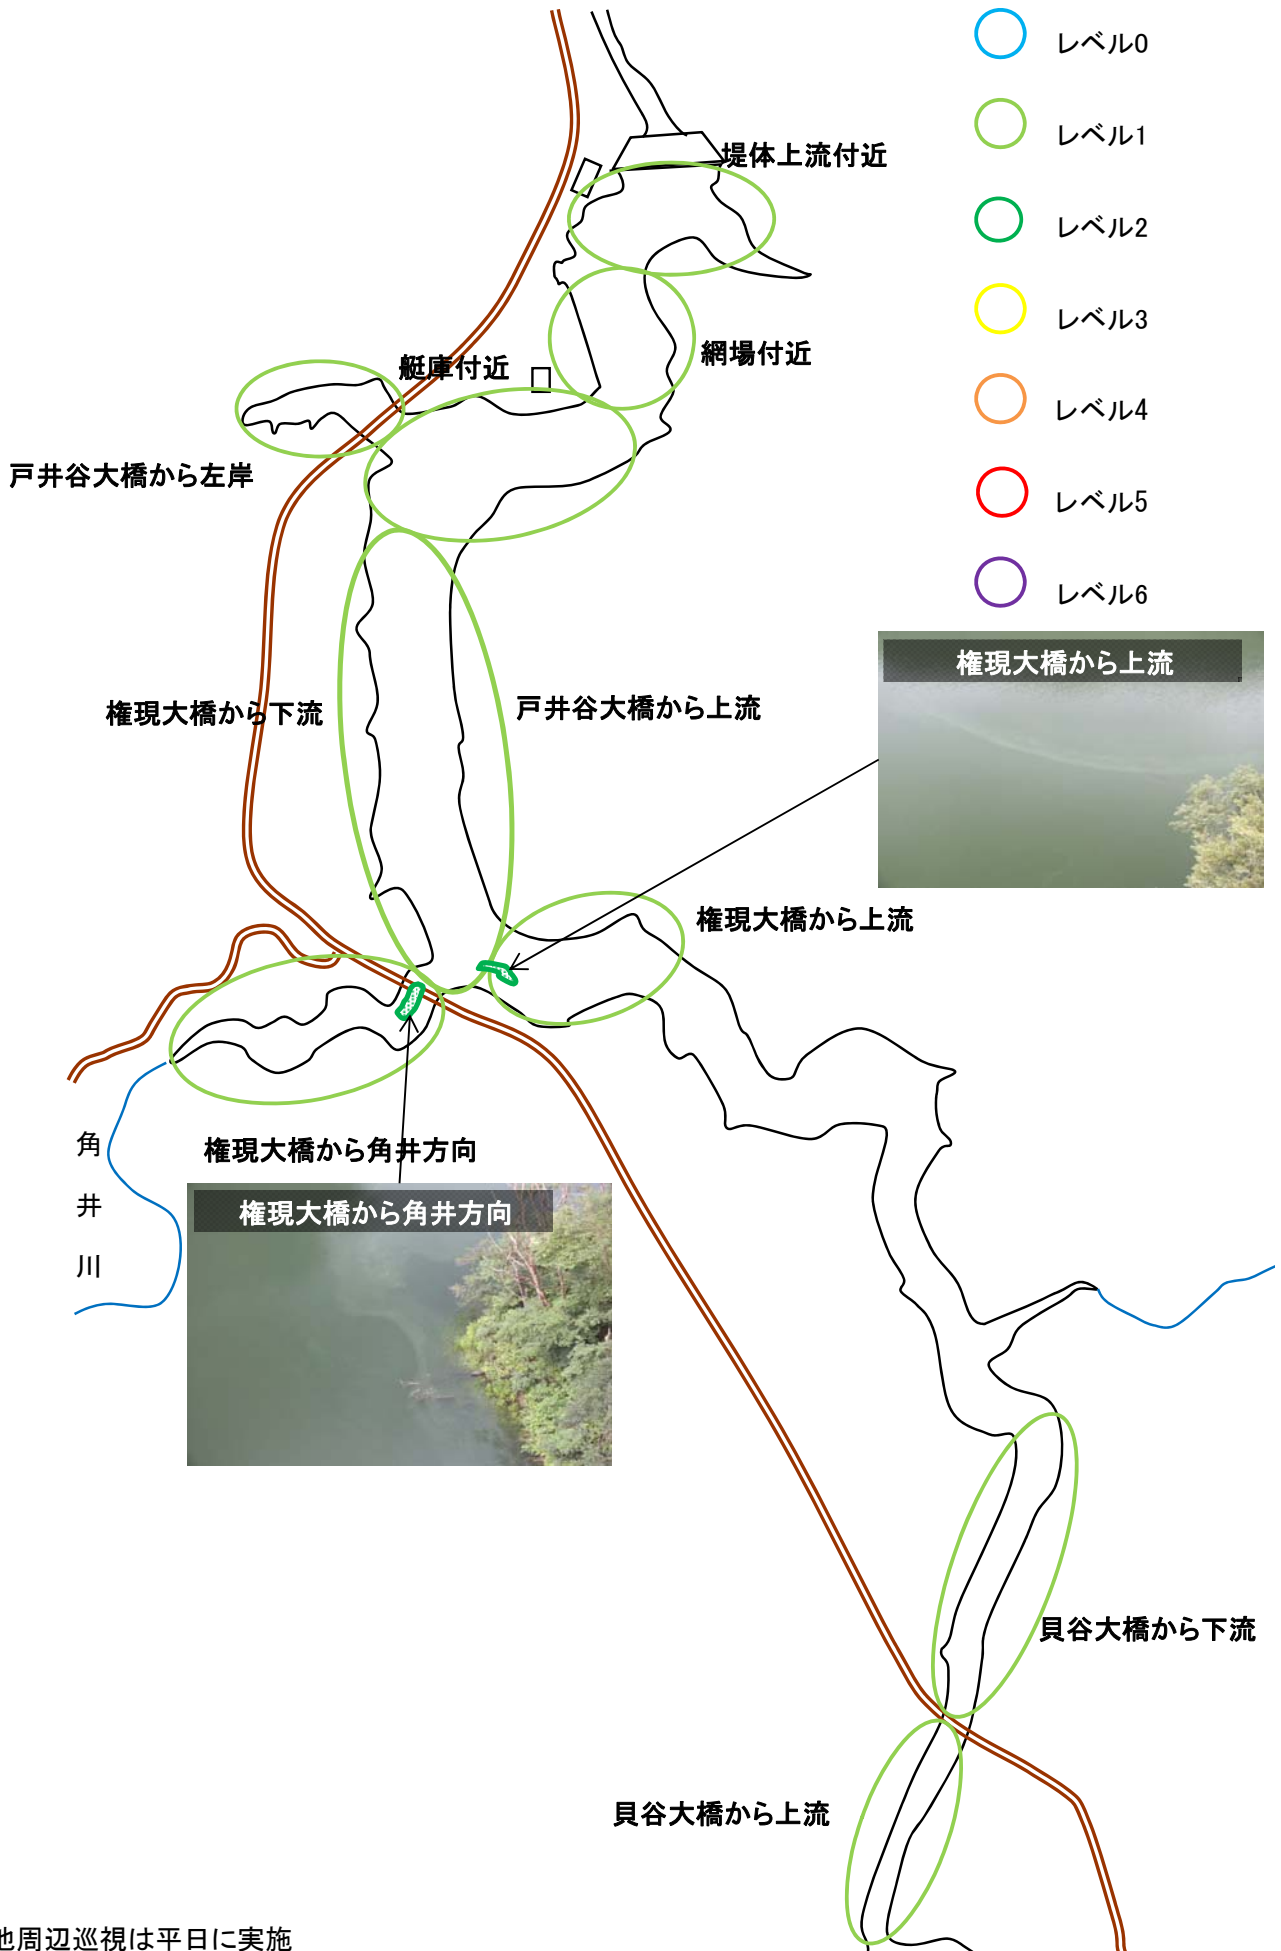 レベル0
レベル1
堤体上流付近
レベル2
レベル3
網場付近
艇庫付近
レベル4
戸井谷大橋から左岸
レベル5
レベル6
権現大橋から上流
権現大橋から下流
戸井谷大橋から上流
権現大橋から上流
角井川
権現大橋から角井方向
権現大橋から角井方向
貝谷大橋から下流
貝谷大橋から上流
池周辺巡視は平日に実施